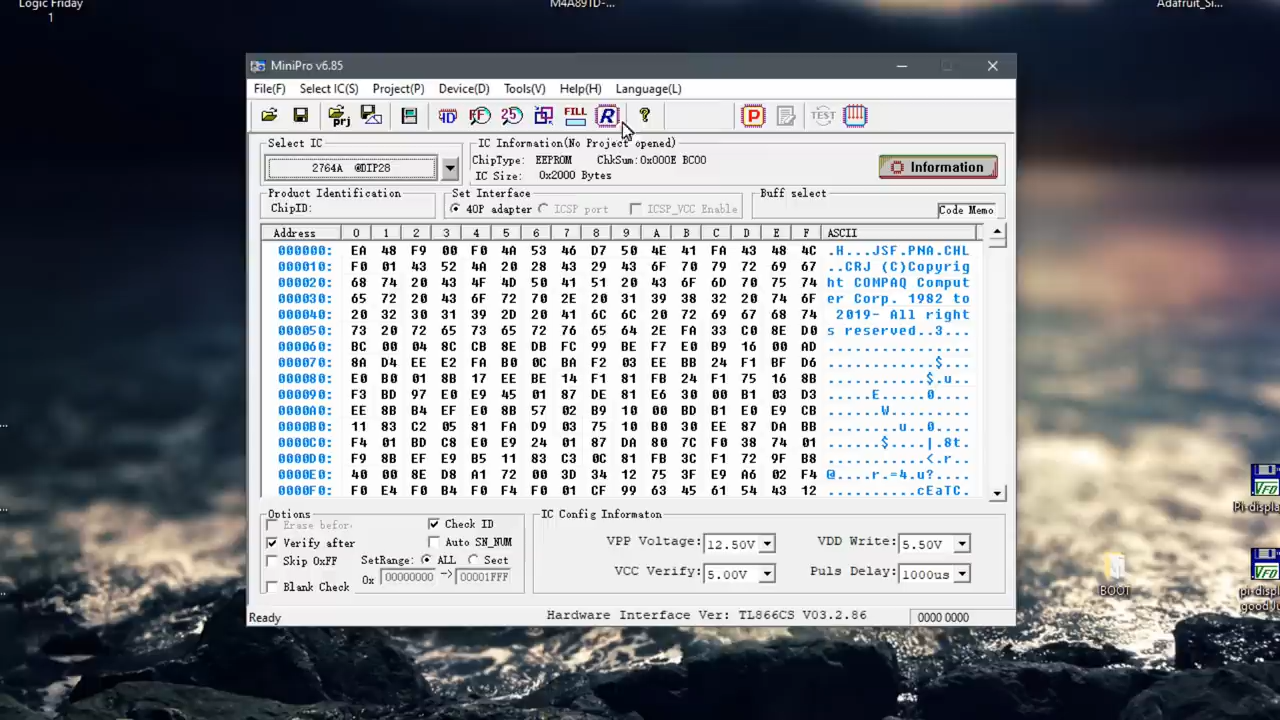 Logic Friday
1
M4A891D-...
Adafruit_Si...
MiniPro v6.85
File(F) Select IC(S) Project(P) Device(D) Tools(V) Help(H) Language(L)
prj ID 25 FILL R ? P TEST
Select IC
2764A @DIP28
IC Information(No Project opened)
ChipType: EEPROM ChkSum:0x000E BC00
IC Size: 0x2000 Bytes
Information
Product Identification
ChipID:
Set Interface
40P adapter ICSP port ICSP_VCC Enable
Buff select
Code Memo
Address 0 1 2 3 4 5 6 7 8 9 A B C D E F ASCII
000000: EA 48 F9 00 F0 4A 53 46 D7 50 4E 41 FA 43 48 4C .H...JSF.PNA.CHL
000010: F0 01 43 52 4A 20 28 43 29 43 6F 70 79 72 69 67 ..CRJ (C)Copyrig
000020: 68 74 20 43 4F 4D 50 41 51 20 43 6F 6D 70 75 74 ht COMPAQ Comput
000030: 65 72 20 43 6F 72 70 2E 20 31 39 38 32 20 74 6F er Corp. 1982 to
000040: 20 32 30 31 39 2D 20 41 6C 6C 20 72 69 67 68 74 2019- All right
000050: 73 20 72 65 73 65 72 76 65 64 2E FA 33 C0 8E D0 s reserved..3...
000060: BC 00 04 8C CB 8E DB FC 99 BE F7 E0 B9 16 00 AD ................
000070: 8A D4 EE E2 FA B0 0C BA F2 03 EE BB 24 F1 BF D6 ............$...
000080: E0 B0 01 8B 17 EE BE 14 F1 81 FB 24 F1 75 16 8B ...........$.u..
000090: F3 BD 97 E0 E9 45 01 87 DE 81 E6 30 00 B1 03 D3 .....E.....0....
0000A0: EE 8B B4 EF E0 8B 57 02 B9 10 00 BD B1 E0 E9 CB ......W.........
0000B0: 11 83 C2 05 81 FA D9 03 75 10 B0 30 EE 87 DA BB ........u..0....
0000C0: F4 01 BD C8 E0 E9 24 01 87 DA 80 7C F0 38 74 01 ......$....|.8t.
0000D0: F9 8B EF E9 B5 11 83 C3 0C 81 FB 3C F1 72 9F B8 ...........<.r..
0000E0: 40 00 8E D8 A1 72 00 3D 34 12 75 3F E9 A6 02 F4 @....r.=4.u?....
0000F0: F0 E4 F0 B4 F0 F4 F0 01 CF 99 63 45 61 54 43 12 ..........cEaTC.
Options
Erase befor
Check ID
Verify after
Auto SN_NUM
Skip 0xFF
SetRange: ALL Sect
Blank Check
0x 00000000 -> 00001FFF
IC Config Informaton
VPP Voltage: 12.50V VDD Write: 5.50V
VCC Verify: 5.00V Puls Delay: 1000us
Ready
Hardware Interface Ver: TL866CS V03.2.86
0000 0000
VFO
Pi-displa
BOOT
VFO
pi-displ